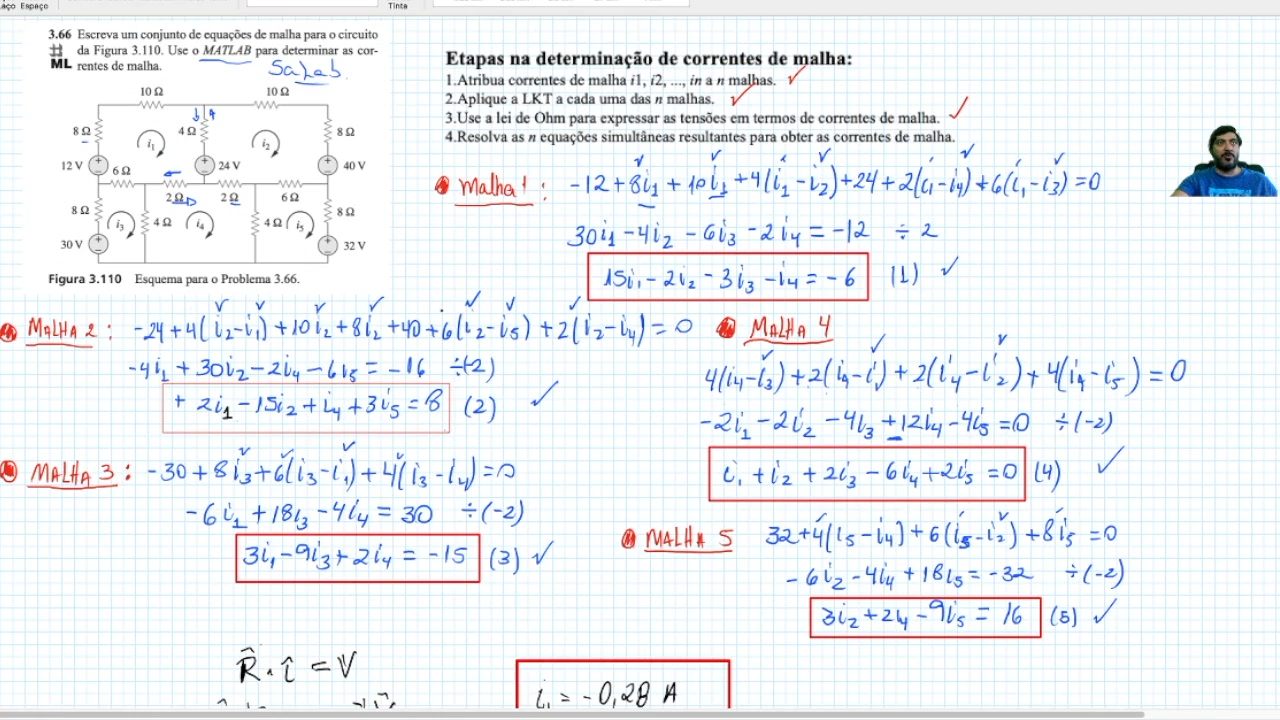 aço Espaço
Tinta
3.66 Escreva um conjunto de equações de malha para o circuito
da Figura 3.110. Use o MATLAB para determinar as cor-
ML rentes de malha.
10 Ω 10 Ω
8 Ω 4 Ω 8 Ω
i1 i2
12 V 24 V 40 V
6 Ω 2 Ω 2 Ω 6 Ω
8 Ω 4 Ω 4 Ω 8 Ω
i3 i4 i5
30 V 32 V
Figura 3.110 Esquema para o Problema 3.66.
Etapas na determinação de correntes de malha:
1.Atribua correntes de malha i1, i2, ..., in a n malhas.
2.Aplique a LKT a cada uma das n malhas.
3.Use a lei de Ohm para expressar as tensões em termos de correntes de malha.
4.Resolva as n equações simultâneas resultantes para obter as correntes de malha.
Malha 1: -12+8i1+10i1+4(i1-i2)+24+2(i1-i4)+6(i1-i3)=0
30i1-4i2-6i3-2i4=-12 ÷2
15i1-2i2-3i3-i4=-6 (1)
MALHA 2: -24+4(i2-i1)+10i2+8i2+40+6(i2-i5)+2(i2-i4)=0
-4i1+30i2-2i4-6i5=-16 ÷(-2)
+2i1-15i2+i4+3i5=8 (2)
MALHA 3: -30+8i3+6(i3-i1)+4(i3-i4)=0
-6i1+18i3-4i4=30 ÷(-2)
3i1-9i3+2i4=-15 (3)
MALHA 4
4(i4-i3)+2(i4-i1)+2(i4-i2)+4(i4-i5)=0
-2i1-2i2-4i3+12i4-4i5=0 ÷(-2)
i1+i2+2i3-6i4+2i5=0 (4)
MALHA 5 32+4(i5-i4)+6(i5-i2)+8i5=0
-6i2-4i4+18i5=-32 ÷(-2)
3i2+2i4-9i5=16 (5)
R̂.î=V
i1=-0,28 A